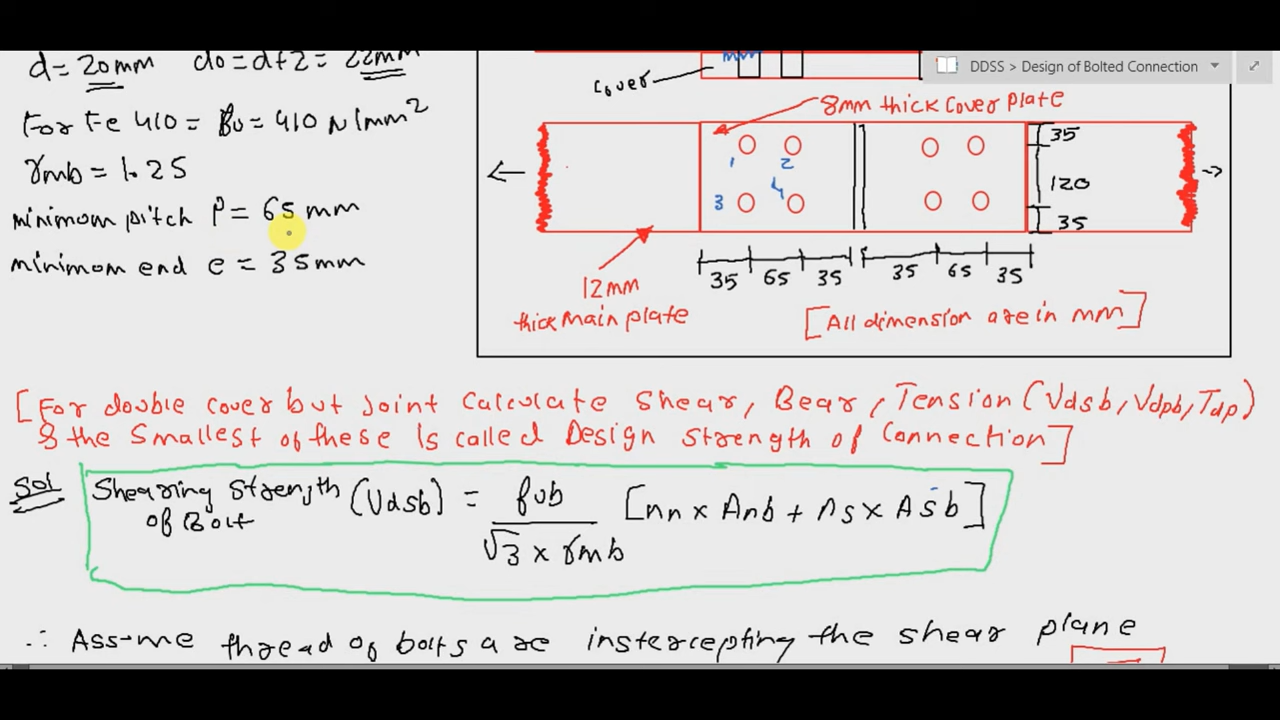 d = 20mm do = d+2 = 22mm
For Fe 410 = fu = 410 N/mm²
γmb = 1.25
minimum pitch P = 65 mm
minimum end e = 35mm
mm
cover
DDSS > Design of Bolted Connection
8mm thick cover plate
1 2
3 4
35
120
35
35 65 35 35 65 35
12mm
thick main plate
[All dimension are in mm]
[For double cover but Joint Calculate Shear, Bear, Tension (Vdsb, Vdpb, Tdp)
& the Smallest of these is called Design strength of Connection]
Sol
Shearing Strength (Vdsb) = fub [nn × Anb + ns × Asb]
of Bolt
√3 × γmb
∴ Assume thread of bolts are instercepting the shear plane